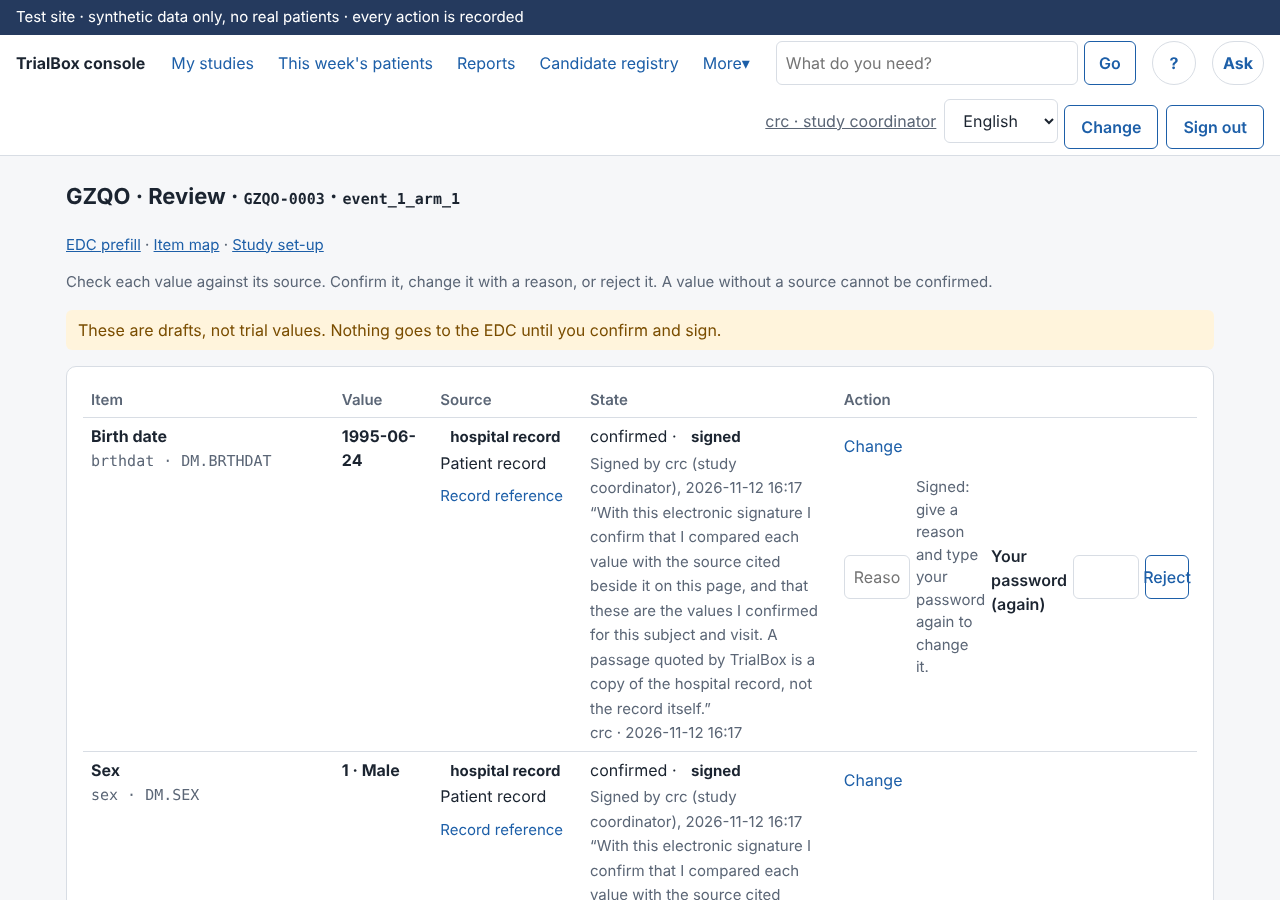 Test site · synthetic data only, no real patients · every action is recorded
TrialBox console
My studies
This week's patients
Reports
Candidate registry
More▾
What do you need?
Go
?
Ask
crc · study coordinator
English
Change
Sign out
GZQO · Review · GZQO-0003 · event_1_arm_1
EDC prefill · Item map · Study set-up
Check each value against its source. Confirm it, change it with a reason, or reject it. A value without a source cannot be confirmed.
These are drafts, not trial values. Nothing goes to the EDC until you confirm and sign.
Item
Value
Source
State
Action
Birth date
brthdat · DM.BRTHDAT
1995-06-
24
hospital record
Patient record
Record reference
confirmed · signed
Signed by crc (study
coordinator), 2026-11-12 16:17
“With this electronic signature I
confirm that I compared each
value with the source cited
beside it on this page, and that
these are the values I confirmed
for this subject and visit. A
passage quoted by TrialBox is a
copy of the hospital record, not
the record itself.”
crc · 2026-11-12 16:17
Change
Reaso
Signed:
give a
reason
and type
your
password
again to
change
it.
Your
password
(again)
Reject
Sex
sex · DM.SEX
1 · Male
hospital record
Patient record
Record reference
confirmed · signed
Signed by crc (study
coordinator), 2026-11-12 16:17
“With this electronic signature I
confirm that I compared each
value with the source cited
Change